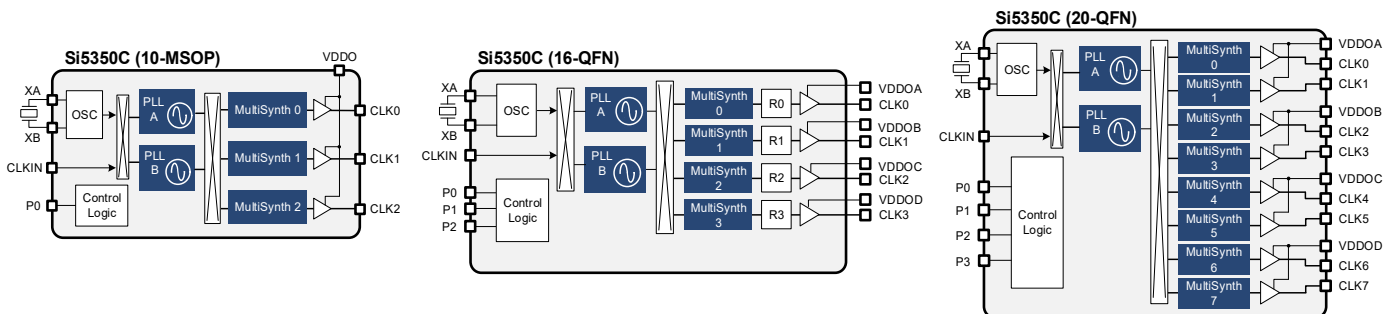 Si5350C (10-MSOP)
VDDO
XA
XB
CLKIN
P0
OSC
Control
Logic
PLL
A
PLL
B
MultiSynth 0
MultiSynth 1
MultiSynth 2
CLK0
CLK1
CLK2
Si5350C (16-QFN)
XA
XB
CLKIN
P0
P1
P2
OSC
Control
Logic
PLL
A
PLL
B
MultiSynth
0
MultiSynth
1
MultiSynth
2
MultiSynth
3
R0
R1
R2
R3
VDDOA
CLK0
VDDOB
CLK1
VDDOC
CLK2
VDDOD
CLK3
Si5350C (20-QFN)
XA
XB
CLKIN
P0
P1
P2
P3
OSC
Control
Logic
PLL
A
PLL
B
MultiSynth
0
MultiSynth
1
MultiSynth
2
MultiSynth
3
MultiSynth
4
MultiSynth
5
MultiSynth
6
MultiSynth
7
VDDOA
CLK0
CLK1
VDDOB
CLK2
CLK3
VDDOC
CLK4
CLK5
VDDOD
CLK6
CLK7